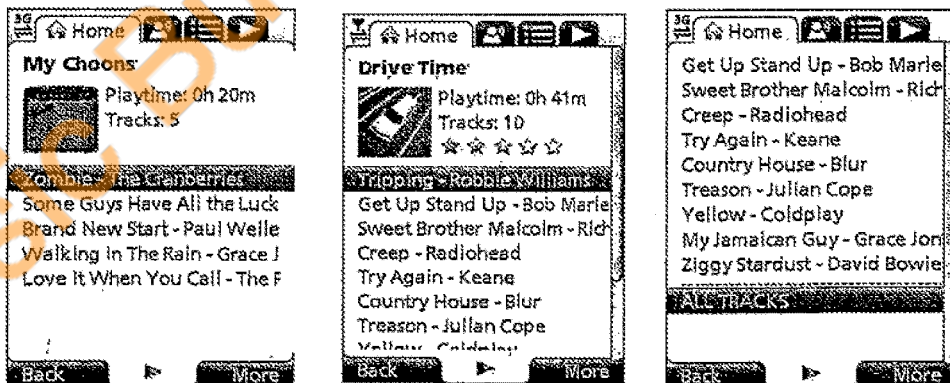 3G Home
My Choons
Playtime: 0h 20m
Tracks: 5
Zombie - The Cranberries
Some Guys Have All the Luck
Brand New Start - Paul Welle
Walking In The Rain - Grace J
Love It When You Call - The F
Back More
Home
Drive Time
Playtime: 0h 41m
Tracks: 10
Tripping - Robbie Williams
Get Up Stand Up - Bob Marle
Sweet Brother Malcolm - Rich
Creep - Radiohead
Try Again - Keane
Country House - Blur
Treason - Julian Cope
Yellow - Coldplay
Back More
3G Home
Get Up Stand Up - Bob Marle
Sweet Brother Malcolm - Rich
Creep - Radiohead
Try Again - Keane
Country House - Blur
Treason - Julian Cope
Yellow - Coldplay
My Jamaican Guy - Grace Jon
Ziggy Stardust - David Bowie
ALL TRACKS
Back More